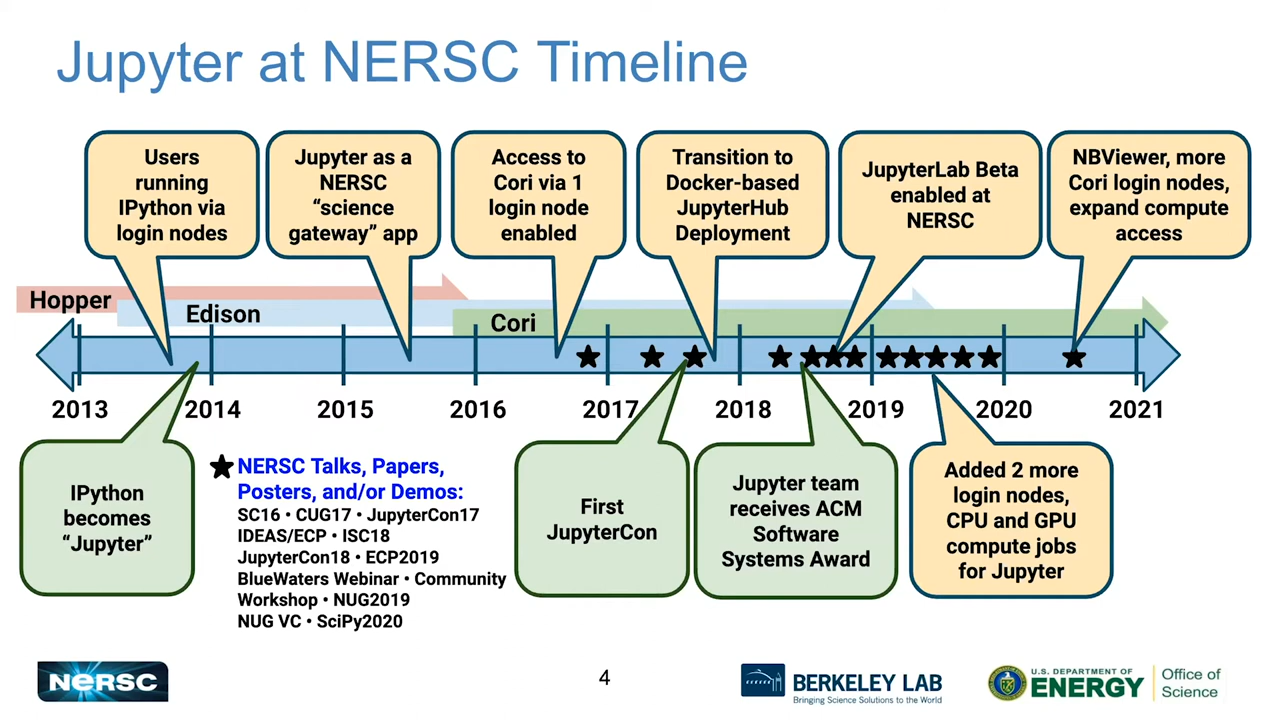 Jupyter at NERSC Timeline
Users
running
IPython via
login nodes
Jupyter as a
NERSC
“science
gateway” app
Access to
Cori via 1
login node
enabled
Transition to
Docker-based
JupyterHub
Deployment
JupyterLab Beta
enabled at
NERSC
NBViewer, more
Cori login nodes,
expand compute
access
Hopper
Edison
Cori
2013 2014 2015 2016 2017 2018 2019 2020 2021
IPython
becomes
“Jupyter”
NERSC Talks, Papers,
Posters, and/or Demos:
SC16 • CUG17 • JupyterCon17
IDEAS/ECP • ISC18
JupyterCon18 • ECP2019
BlueWaters Webinar • Community
Workshop • NUG2019
NUG VC • SciPy2020
First
JupyterCon
Jupyter team
receives ACM
Software
Systems Award
Added 2 more
login nodes,
CPU and GPU
compute jobs
for Jupyter
NERSC
4
BERKELEY LAB
Bringing Science Solutions to the World
U.S. DEPARTMENT OF
ENERGY
Office of
Science